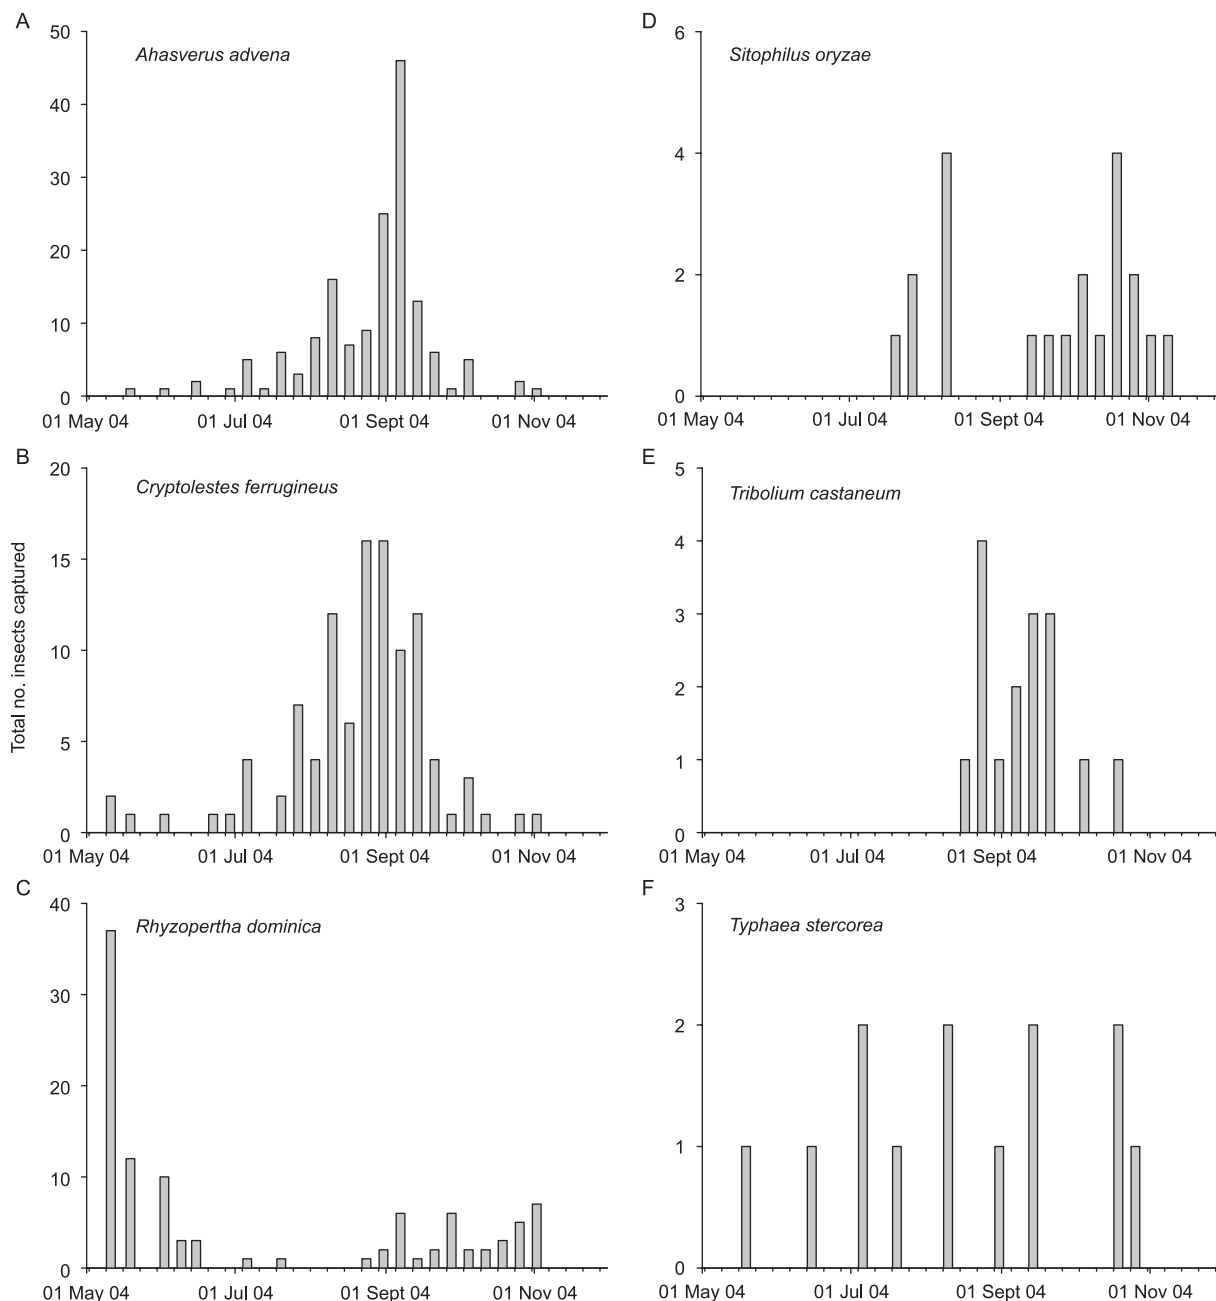 A
50
40
30
20
10
0
Ahasverus advena
01 May 04 01 Jul 04 01 Sept 04 01 Nov 04
D
6
4
2
0
Sitophilus oryzae
01 May 04 01 Jul 04 01 Sept 04 01 Nov 04
Total no. insects captured
B
20
15
10
5
0
Cryptolestes ferrugineus
01 May 04 01 Jul 04 01 Sept 04 01 Nov 04
E
5
4
3
2
1
0
Tribolium castaneum
01 May 04 01 Jul 04 01 Sept 04 01 Nov 04
C
40
30
20
10
0
Rhyzopertha dominica
01 May 04 01 Jul 04 01 Sept 04 01 Nov 04
F
3
2
1
0
Typhaea stercorea
01 May 04 01 Jul 04 01 Sept 04 01 Nov 04